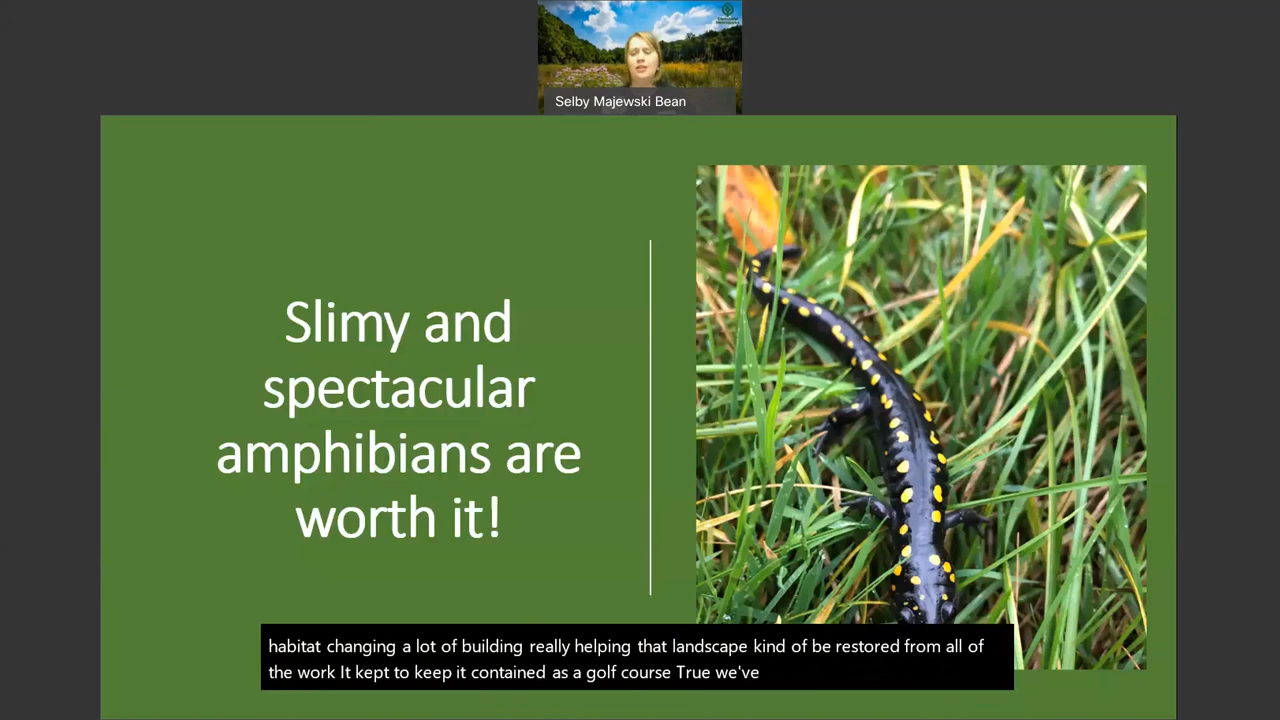 Selby Majewski Bean
Slimy and
spectacular
amphibians are
worth it!
habitat changing a lot of building really helping that landscape kind of be restored from all of
the work It kept to keep it contained as a golf course True we've